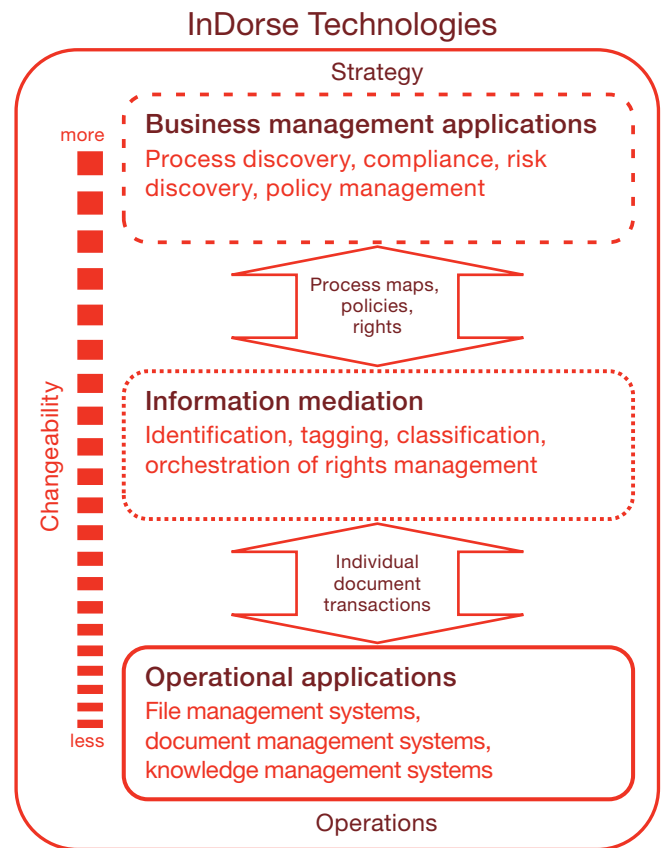 InDorse Technologies
Strategy
more
Business management applications
Process discovery, compliance, risk
discovery, policy management
Process maps,
policies,
rights
Changeability
Information mediation
Identification, tagging, classification,
orchestration of rights management
Individual
document
transactions
Operational applications
File management systems,
document management systems,
knowledge management systems
less
Operations